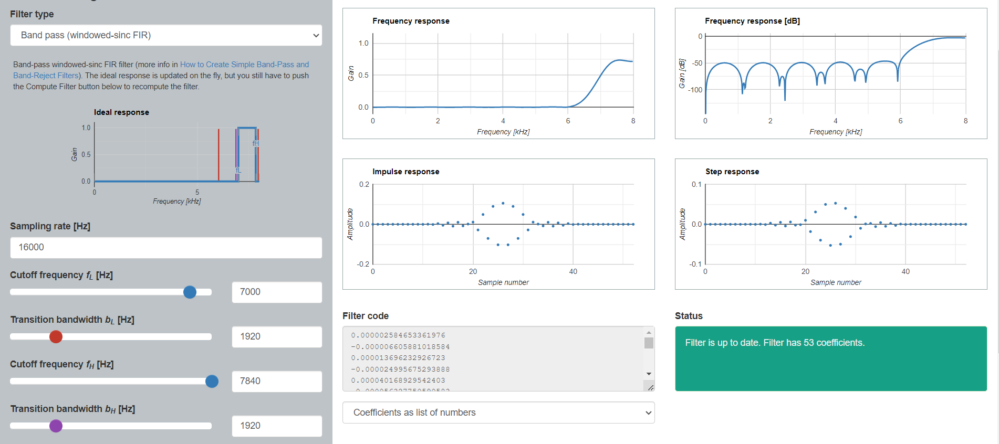 Filter type
Band pass (windowed-sinc FIR)
Band-pass windowed-sinc FIR filter (more info in How to Create Simple Band-Pass and
Band-Reject Filters). The ideal response is updated on the fly, but you still have to push
the Compute Filter button below to recompute the filter.
Ideal response
1.0
0.5
0.0
Gain
fH
fL
0
5
Frequency [kHz]
Sampling rate [Hz]
16000
Cutoff frequency fL [Hz]
7000
Transition bandwidth bL [Hz]
1920
Cutoff frequency fH [Hz]
7840
Transition bandwidth bH [Hz]
1920
Frequency response
1.0
0.5
0.0
Gain
0 2 4 6 8
Frequency [kHz]
Frequency response [dB]
0
-50
-100
Gain [dB]
0 2 4 6 8
Frequency [kHz]
Impulse response
0.2
0.0
-0.2
Amplitude
0 20 40
Sample number
Step response
0.1
0.0
-0.1
Amplitude
0 20 40
Sample number
Filter code
0.000002584653361976
-0.000006605881018584
0.000013696232926723
-0.000024995675293888
0.000040168929542403
Coefficients as list of numbers
Status
Filter is up to date. Filter has 53 coefficients.